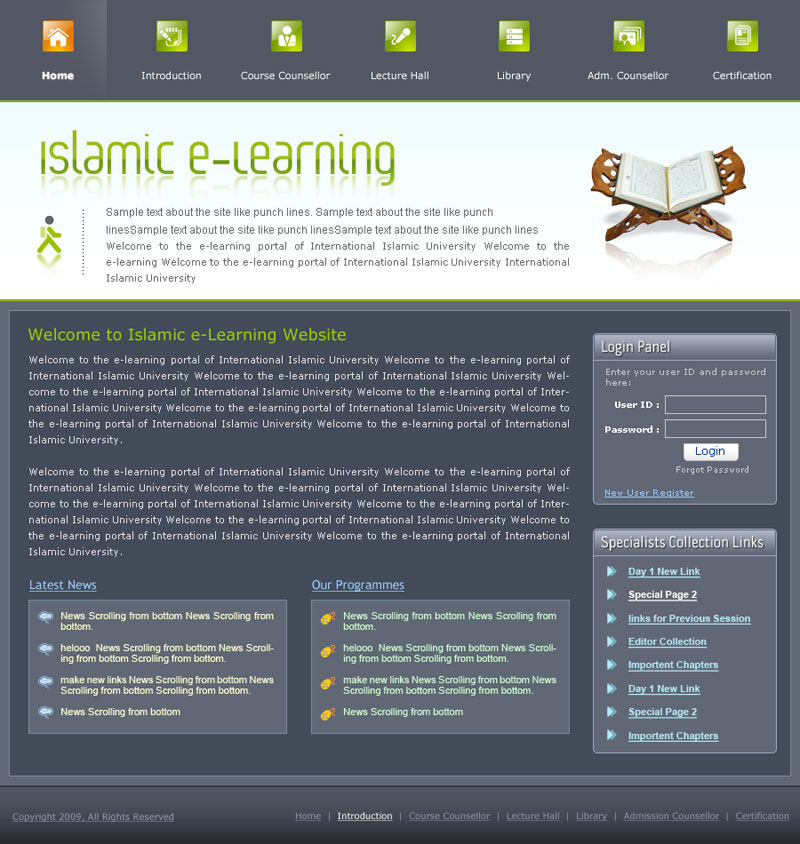 Home
Introduction
Course Counsellor
Lecture Hall
Library
Adm. Counsellor
Certification
ıslamic e-Learning
Sample text about the site like punch lines. Sample text about the site like punch
linesSample text about the site like punch linesSample text about the site like punch lines
Welcome to the e-learning portal of International Islamic University Welcome to the
e-learning Welcome to the e-learning portal of International Islamic University International
Islamic University
Welcome to Islamic e-Learning Website
Welcome to the e-learning portal of International Islamic University Welcome to the e-learning portal of
International Islamic University Welcome to the e-learning portal of International Islamic University Wel-
come to the e-learning portal of International Islamic University Welcome to the e-learning portal of Inter-
national Islamic University Welcome to the e-learning portal of International Islamic University Welcome to
the e-learning portal of International Islamic University Welcome to the e-learning portal of International
Islamic University.
Welcome to the e-learning portal of International Islamic University Welcome to the e-learning portal of
International Islamic University Welcome to the e-learning portal of International Islamic University Wel-
come to the e-learning portal of International Islamic University Welcome to the e-learning portal of Inter-
national Islamic University Welcome to the e-learning portal of International Islamic University Welcome to
the e-learning portal of International Islamic University Welcome to the e-learning portal of International
Islamic University.
Latest News
News Scrolling from bottom News Scrolling from
bottom.
helooo News Scrolling from bottom News Scroll-
ing from bottom Scrolling from bottom.
make new links News Scrolling from bottom News
Scrolling from bottom Scrolling from bottom.
News Scrolling from bottom
Our Programmes
News Scrolling from bottom News Scrolling from
bottom.
helooo News Scrolling from bottom News Scroll-
ing from bottom Scrolling from bottom.
make new links News Scrolling from bottom News
Scrolling from bottom Scrolling from bottom.
News Scrolling from bottom
Login Panel
Enter your user ID and password
here:
User ID :
Password :
Login
Forgot Password
New User Register
Specialists Collection Links
Day 1 New Link
Special Page 2
links for Previous Session
Editor Collection
Importent Chapters
Day 1 New Link
Special Page 2
Importent Chapters
Copyright 2009, All Rights Reserved
Home | Introduction | Course Counsellor | Lecture Hall | Library | Admission Counsellor | Certification